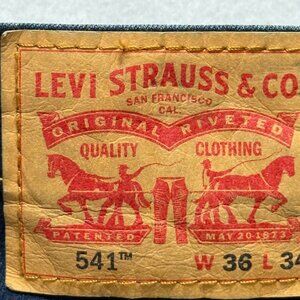 LEVI STRAUSS & CO
SAN FRANCISCO
CAL.
ORIGINAL RIVETED
QUALITY CLOTHING
PATENTED MAY 20 1873
541™ W 36 L 34